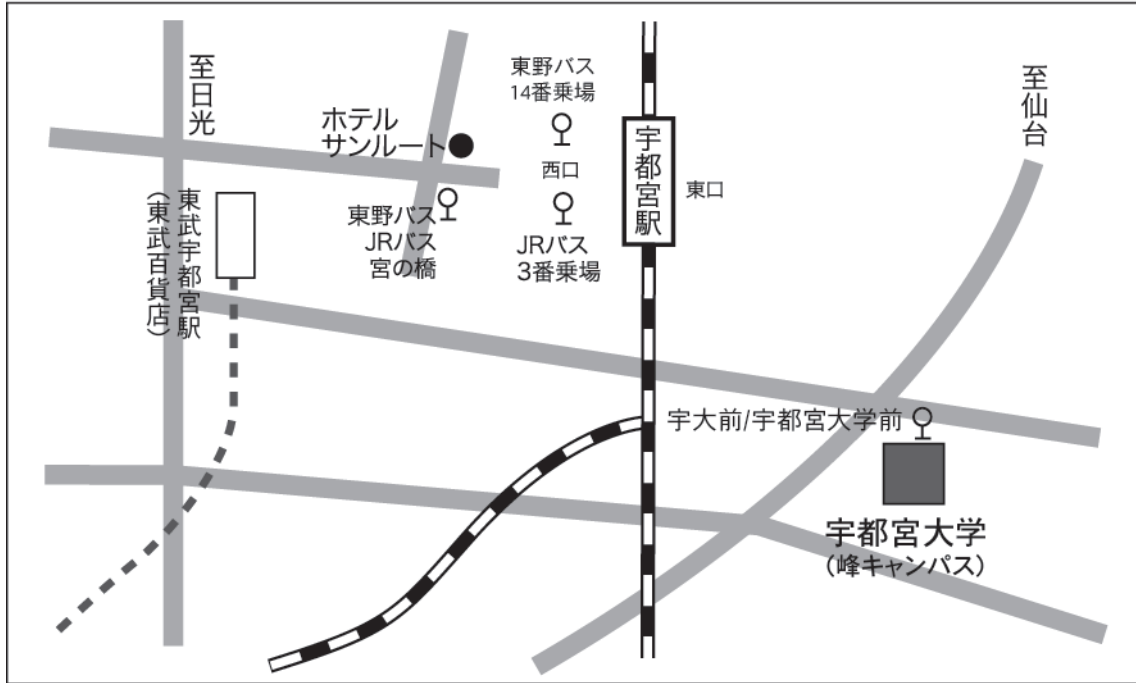 至日光
ホテル
サンルート
東野バス
14番乗場
西口
宇都宮駅
東口
至仙台
東武宇都宮駅
(東武百貨店)
東野バス
JRバス
宮の橋
JRバス
3番乗場
宇大前/宇都宮大学前
宇都宮大学
(峰キャンパス)